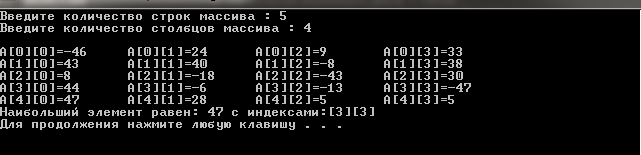 Введите количество строк массива : 5
Введите количество столбцов массива : 4
A[0][0]=-46 A[0][1]=24 A[0][2]=9 A[0][3]=33
A[1][0]=43 A[1][1]=40 A[1][2]=-8 A[1][3]=38
A[2][0]=8 A[2][1]=-18 A[2][2]=-43 A[2][3]=30
A[3][0]=44 A[3][1]=-6 A[3][2]=-13 A[3][3]=-47
A[4][0]=47 A[4][1]=28 A[4][2]=5 A[4][3]=5
Наибольший элемент равен: 47 с индексами:[3][3]
Для продолжения нажмите любую клавишу . . .